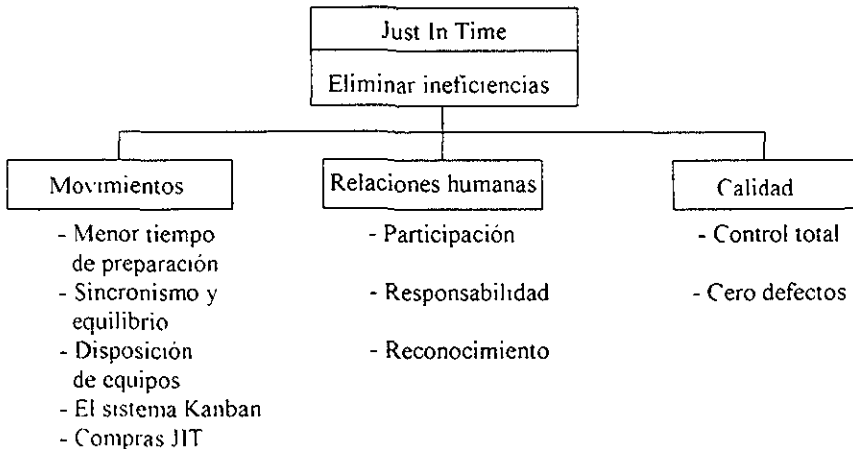 Just In Time
Eliminar ineficiencias
Movimientos
- Menor tiempo
de preparación
- Sincronismo y
equilibrio
- Disposición
de equipos
- El sistema Kanban
- Compras JIT
Relaciones humanas
- Participación
- Responsabilidad
- Reconocimiento
Calidad
- Control total
- Cero defectos